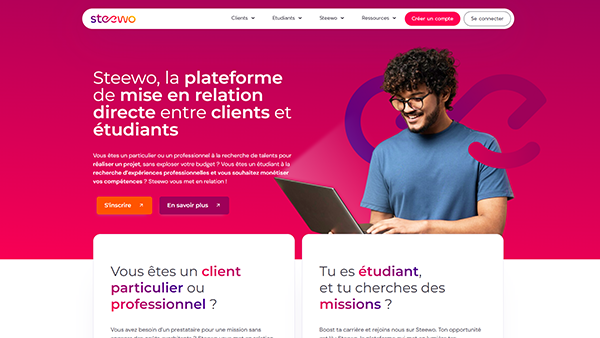 steewo
Clients Étudiants Steewo Ressources Créer un compte Se connecter
Steewo, la plateforme
de mise en relation
directe entre clients et
étudiants
Vous êtes un particulier ou un professionnel à la recherche de talents pour
réaliser un projet, sans exploser votre budget ? Vous êtes un étudiant à la
recherche d'expériences professionnelles et vous souhaitez monétiser
vos compétences ? Steewo vous met en relation !
S'inscrire
En savoir plus
Vous êtes un client
particulier ou
professionnel ?
Vous avez besoin d'un prestataire pour une mission sans
Tu es étudiant,
et tu cherches des
missions ?
Boost ta carrière et rejoins nous sur Steewo. Ton opportunité